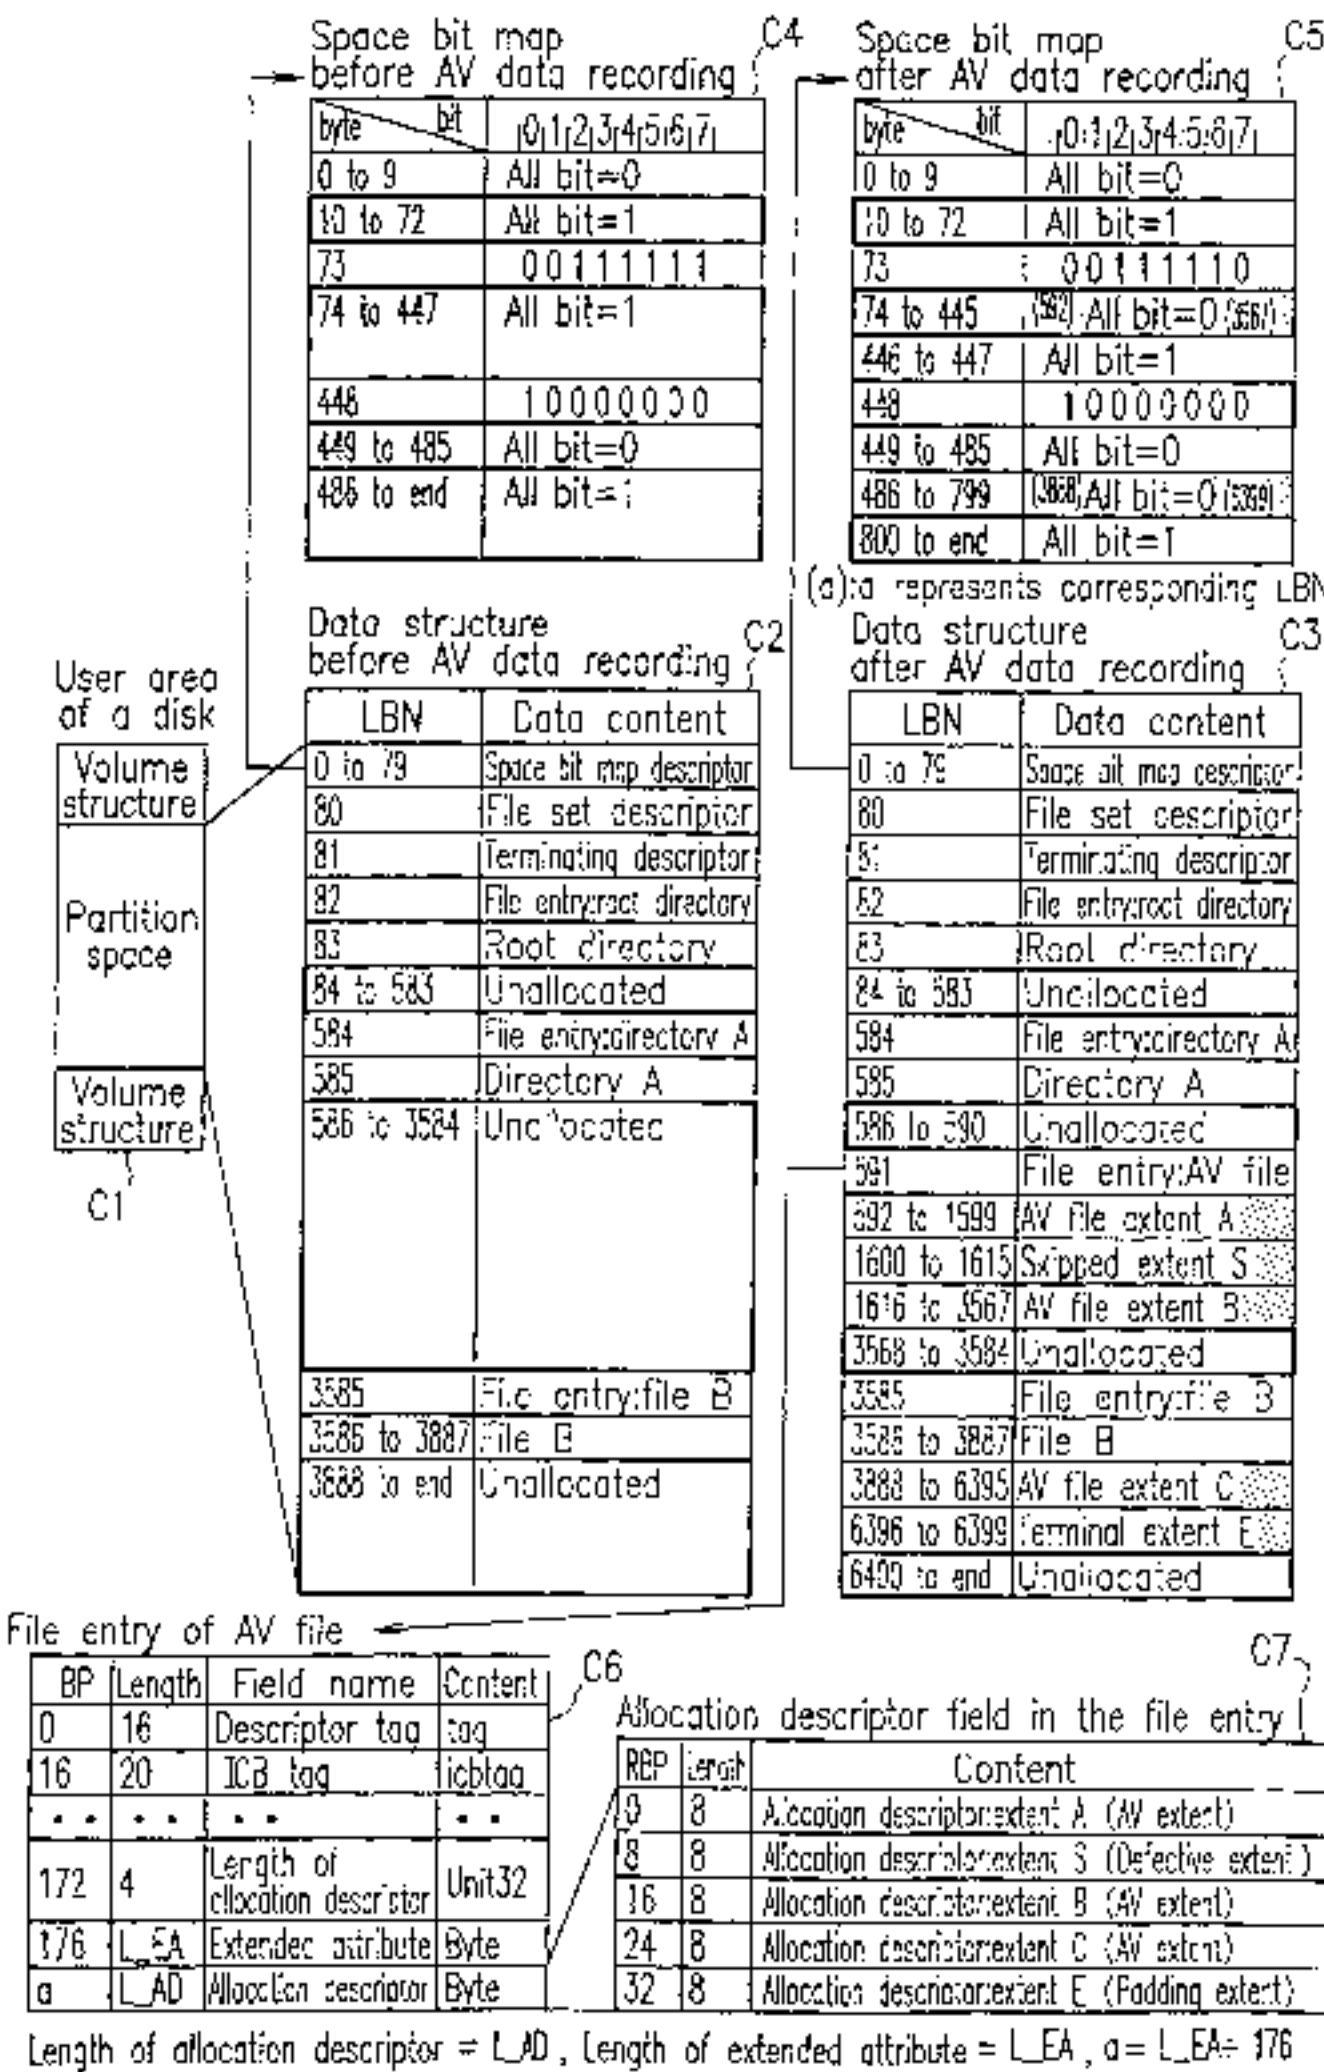 Space bit map before AV data recording
C4
byte bit 0 1 2 3 4 5 6 7
0 to 9 All bit=0
10 to 72 All bit=1
73 0 0 1 1 1 1 1 1
74 to 447 All bit=1
448 1 0 0 0 0 0 0 0
449 to 485 All bit=0
486 to end All bit=1
Space bit map after AV data recording
C5
byte bit 0 1 2 3 4 5 6 7
0 to 9 All bit=0
10 to 72 All bit=1
73 0 0 1 1 1 1 1 0
74 to 445 (592) All bit=0 (3567)
446 to 447 All bit=1
448 1 0 0 0 0 0 0 0
449 to 485 All bit=0
486 to 799 (3888) All bit=0 (6399)
800 to end All bit=1
(a):a represents corresponding LBN
User area of a disk
Volume structure
Partition space
Volume structure
C1
Data structure before AV data recording
C2
LBN Data content
0 to 79 Space bit map descriptor
80 File set descriptor
81 Terminating descriptor
82 File entry:root directory
83 Root directory
84 to 583 Unallocated
584 File entry:directory A
585 Directory A
586 to 3584 Unallocated
3585 File entry:file B
3586 to 3887 File B
3888 to end Unallocated
Data structure after AV data recording
C3
LBN Data content
0 to 79 Space bit map descriptor
80 File set descriptor
81 Terminating descriptor
82 File entry:root directory
83 Root directory
84 to 583 Unallocated
584 File entry:directory A
585 Directory A
586 to 590 Unallocated
591 File entry:AV file
592 to 1599 AV file extent A
1600 to 1615 Skipped extent S
1616 to 3567 AV file extent B
3568 to 3584 Unallocated
3585 File entry:file B
3586 to 3887 File B
3888 to 6395 AV file extent C
6396 to 6399 Terminal extent E
6400 to end Unallocated
File entry of AV file
C6
BP Length Field name Content
0 16 Descriptor tag tag
16 20 ICB tag icbtag
.. .. .. ..
172 4 Length of allocation descriptor Unit32
176 L_EA Extended attribute Byte
a L_AD Allocation descriptor Byte
C7
Allocation descriptor field in the file entry
RBP Length Content
0 8 Allocation descriptor:extent A (AV extent)
8 8 Allocation descriptor:extent S (Defective extent)
16 8 Allocation descriptor:extent B (AV extent)
24 8 Allocation descriptor:extent C (AV extent)
32 8 Allocation descriptor:extent E (Padding extent)
Length of allocation descriptor = L_AD, Length of extended attribute = L_EA, a = L_EA+ 176